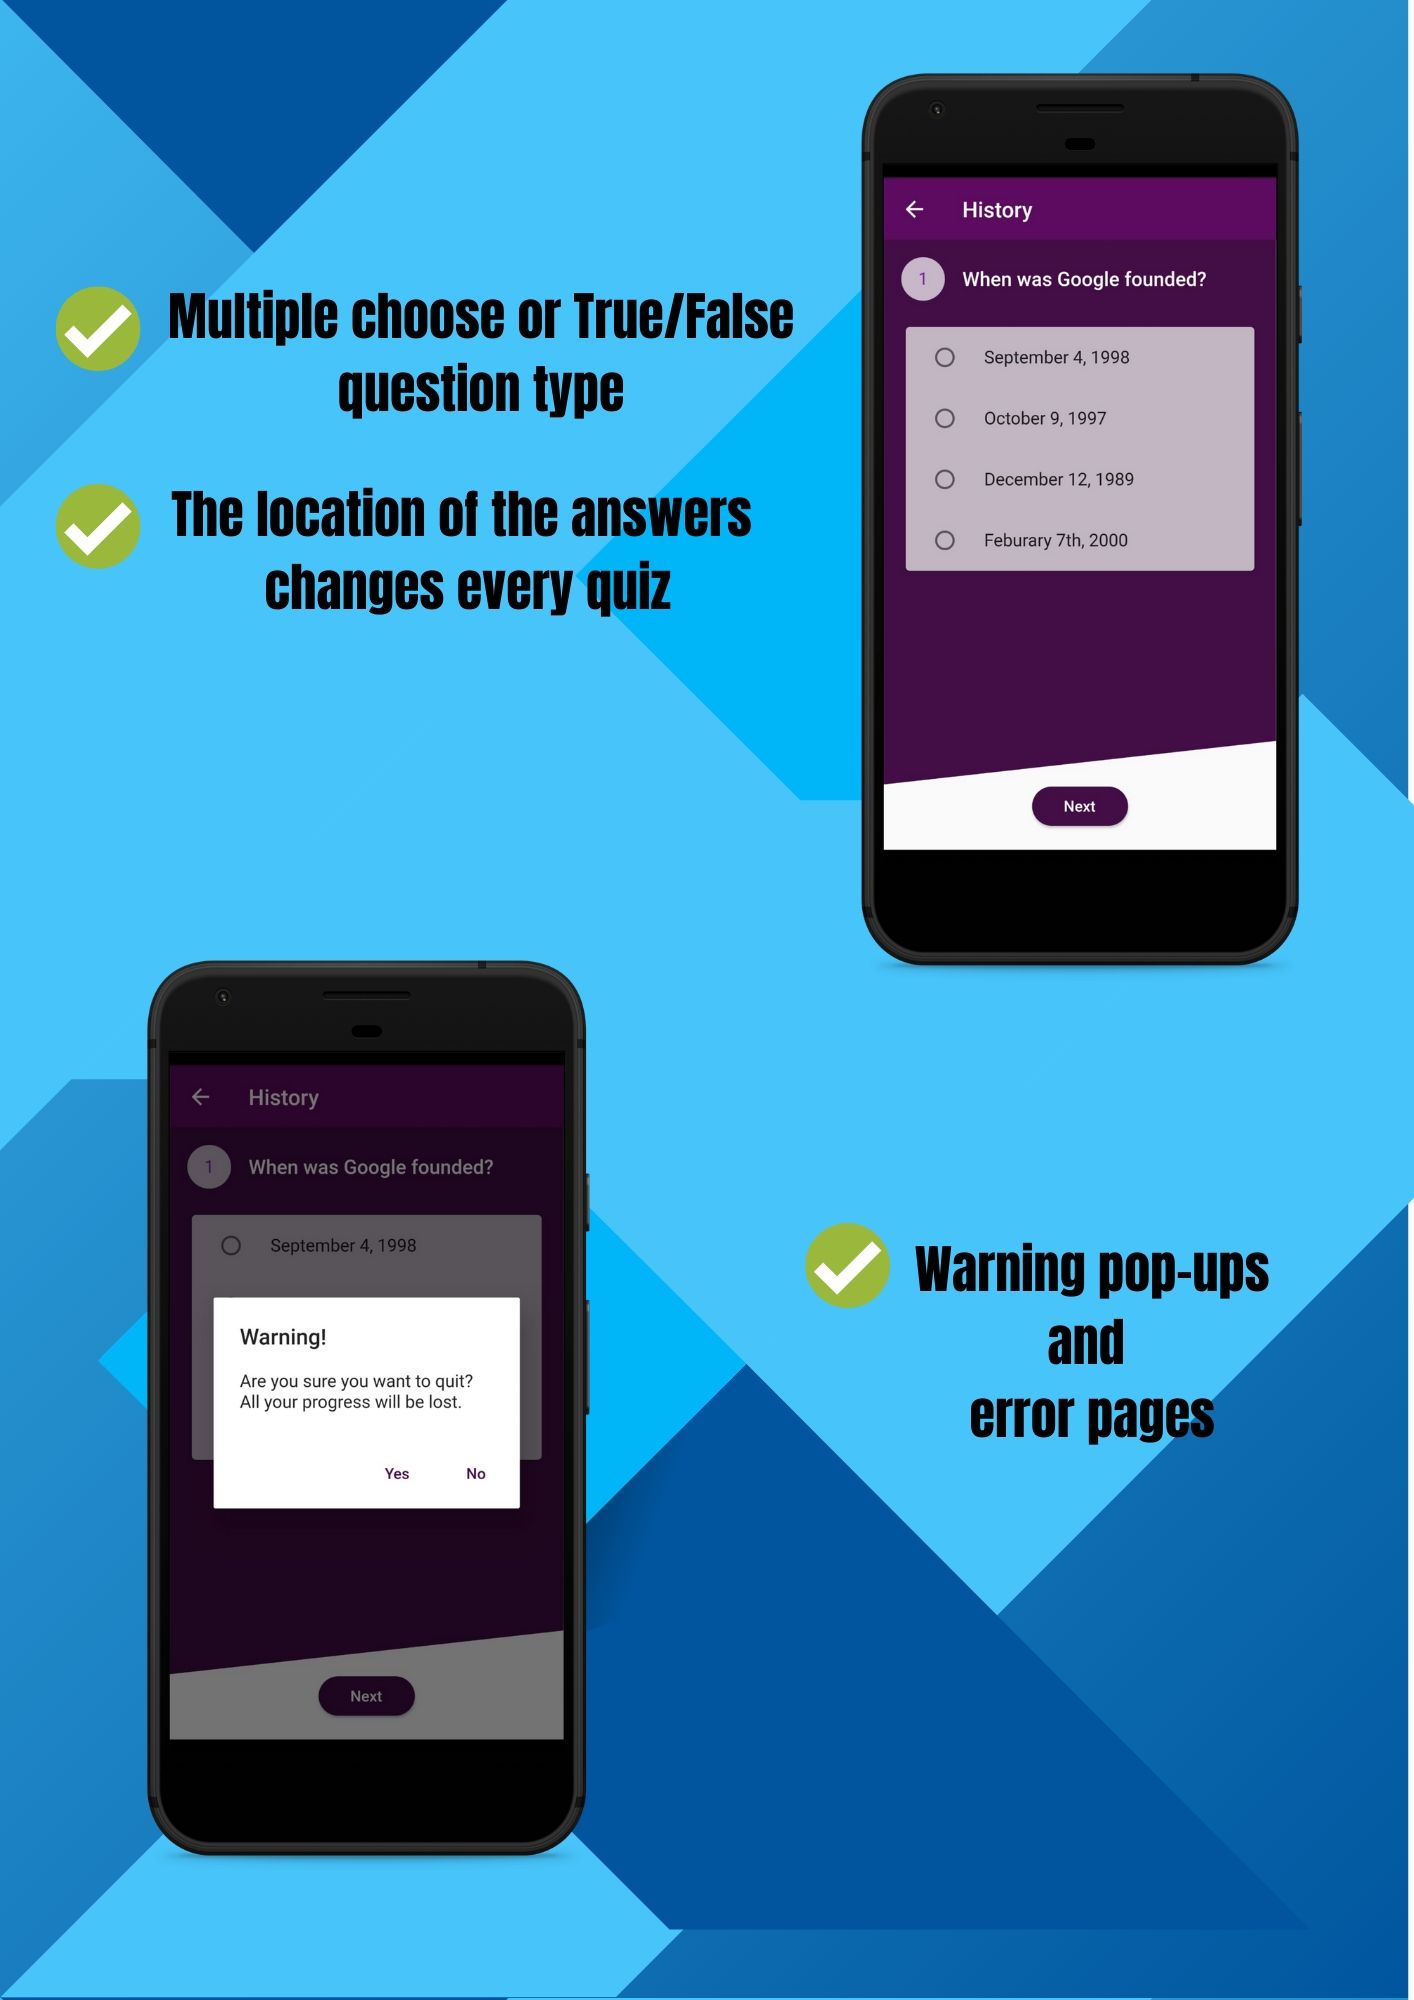 Multiple choose or True/False
question type
The location of the answers
changes every quiz
History
1 When was Google founded?
September 4, 1998
October 9, 1997
December 12, 1989
Feburary 7th, 2000
Next
History
1 When was Google founded?
September 4, 1998
Warning!
Are you sure you want to quit?
All your progress will be lost.
Yes No
Next
Warning pop-ups
and
error pages